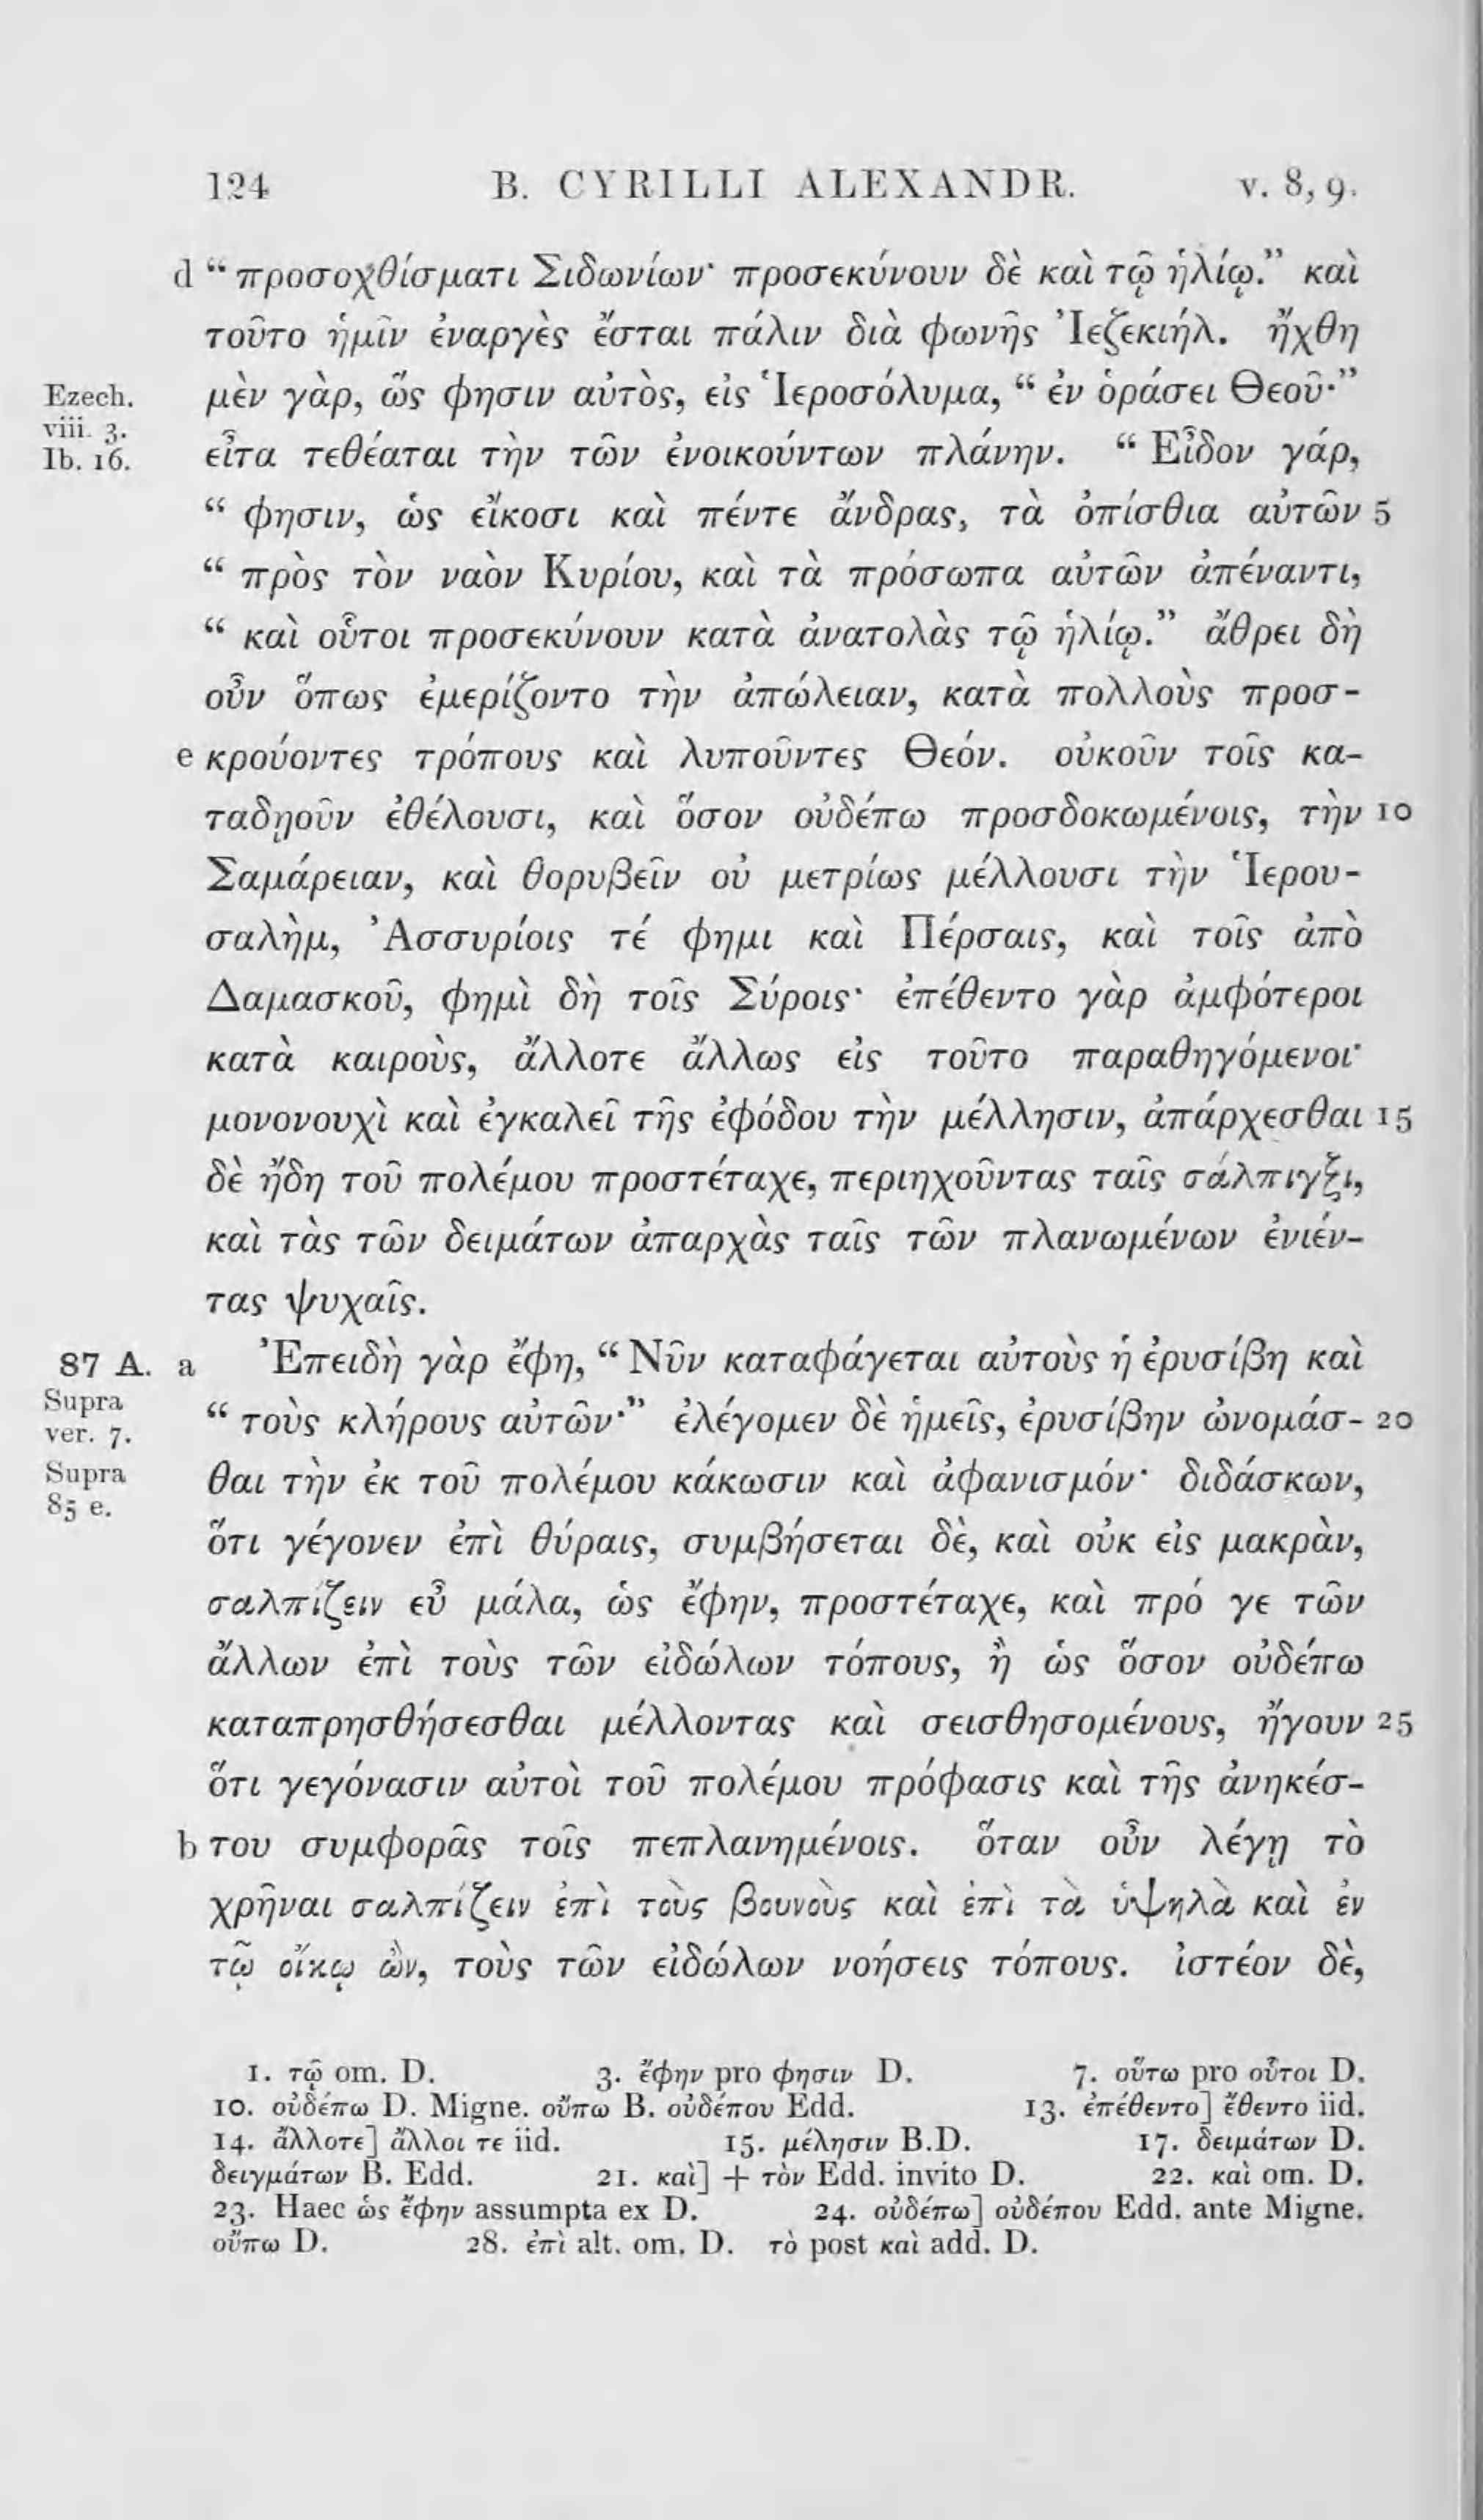 124 B. CYRILLI ALEXANDR. v. 8, 9.
d “ προσοχθίσματι Σιδωνίων· προσεκύνουν δὲ καὶ τῷ ἡλίῳ.” καὶ
τοῦτο ἡμῖν ἐναργὲς ἔσται πάλιν διὰ φωνῆς Ἰεζεκιήλ. ἤχθη
Ezech. viii. 3. μὲν γὰρ, ὥς φησιν αὐτὸς, εἰς Ἱεροσόλυμα, “ ἐν ὁράσει Θεοῦ·”
Ib. 16. εἶτα τεθέαται τὴν τῶν ἐνοικούντων πλάνην. “ Εἶδον γάρ,
“ φησιν, ὡς εἴκοσι καὶ πέντε ἄνδρας, τὰ ὀπίσθια αὐτῶν 5
“ πρὸς τὸν ναὸν Κυρίου, καὶ τὰ πρόσωπα αὐτῶν ἀπέναντι,
“ καὶ οὗτοι προσεκύνουν κατὰ ἀνατολὰς τῷ ἡλίῳ.” ἄθρει δὴ
οὖν ὅπως ἐμερίζοντο τὴν ἀπώλειαν, κατὰ πολλοὺς προσ-
e κρούοντες τρόπους καὶ λυποῦντες Θεόν. οὐκοῦν τοῖς κα-
ταδῃοῦν ἐθέλουσι, καὶ ὅσον οὐδέπω προσδοκωμένοις, τὴν 10
Σαμάρειαν, καὶ θορυβεῖν οὐ μετρίως μέλλουσι τὴν Ἱερου-
σαλὴμ, Ἀσσυρίοις τέ φημι καὶ Πέρσαις, καὶ τοῖς ἀπὸ
Δαμασκοῦ, φημὶ δὴ τοῖς Σύροις· ἐπέθεντο γὰρ ἀμφότεροι
κατὰ καιροὺς, ἄλλοτε ἄλλως εἰς τοῦτο παραθηγόμενοι·
μονονουχὶ καὶ ἐγκαλεῖ τῆς ἐφόδου τὴν μέλλησιν, ἀπάρχεσθαι 15
δὲ ἤδη τοῦ πολέμου προστέταχε, περιηχοῦντας ταῖς σάλπιγξι,
καὶ τὰς τῶν δειμάτων ἀπαρχὰς ταῖς τῶν πλανωμένων ἐνιέν-
τας ψυχαῖς.
87 A. a Ἐπειδὴ γὰρ ἔφη, “ Νῦν καταφάγεται αὐτοὺς ἡ ἐρυσίβη καὶ
Supra ver. 7. “ τοὺς κλήρους αὐτῶν·” ἐλέγομεν δὲ ἡμεῖς, ἐρυσίβην ὠνομάσ- 20
Supra 85 e. θαι τὴν ἐκ τοῦ πολέμου κάκωσιν καὶ ἀφανισμόν· διδάσκων,
ὅτι γέγονεν ἐπὶ θύραις, συμβήσεται δὲ, καὶ οὐκ εἰς μακρὰν,
σαλπίζειν εὖ μάλα, ὡς ἔφην, προστέταχε, καὶ πρό γε τῶν
ἄλλων ἐπὶ τοὺς τῶν εἰδώλων τόπους, ἢ ὡς ὅσον οὐδέπω
καταπρησθήσεσθαι μέλλοντας καὶ σεισθησομένους, ἤγουν 25
ὅτι γεγόνασιν αὐτοὶ τοῦ πολέμου πρόφασις καὶ τῆς ἀνηκέσ-
b του συμφορᾶς τοῖς πεπλανημένοις. ὅταν οὖν λέγῃ τὸ
χρῆναι σαλπίζειν ἐπὶ τοὺς βουνοὺς καὶ ἐπὶ τὰ ὑψηλὰ καὶ ἐν
τῷ οἴκῳ ὢν, τοὺς τῶν εἰδώλων νοήσεις τόπους. ἰστέον δὲ,
1. τῷ om. D. 3. ἔφην pro φησιν D. 7. οὕτω pro οὗτοι D.
10. οὐδέπω D. Migne. οὔπω B. οὐδέπου Edd. 13. ἐπέθεντο] ἔθεντο iid.
14. ἄλλοτε] ἄλλοι τε iid. 15. μέλησιν B.D. 17. δειμάτων D.
δειγμάτων B. Edd. 21. καὶ] + τὸν Edd. invito D. 22. καὶ om. D.
23. Haec ὡς ἔφην assumpta ex D. 24. οὐδέπω] οὐδέπου Edd. ante Migne.
οὔπω D. 28. ἐπὶ alt. om. D. τὸ post καὶ add. D.